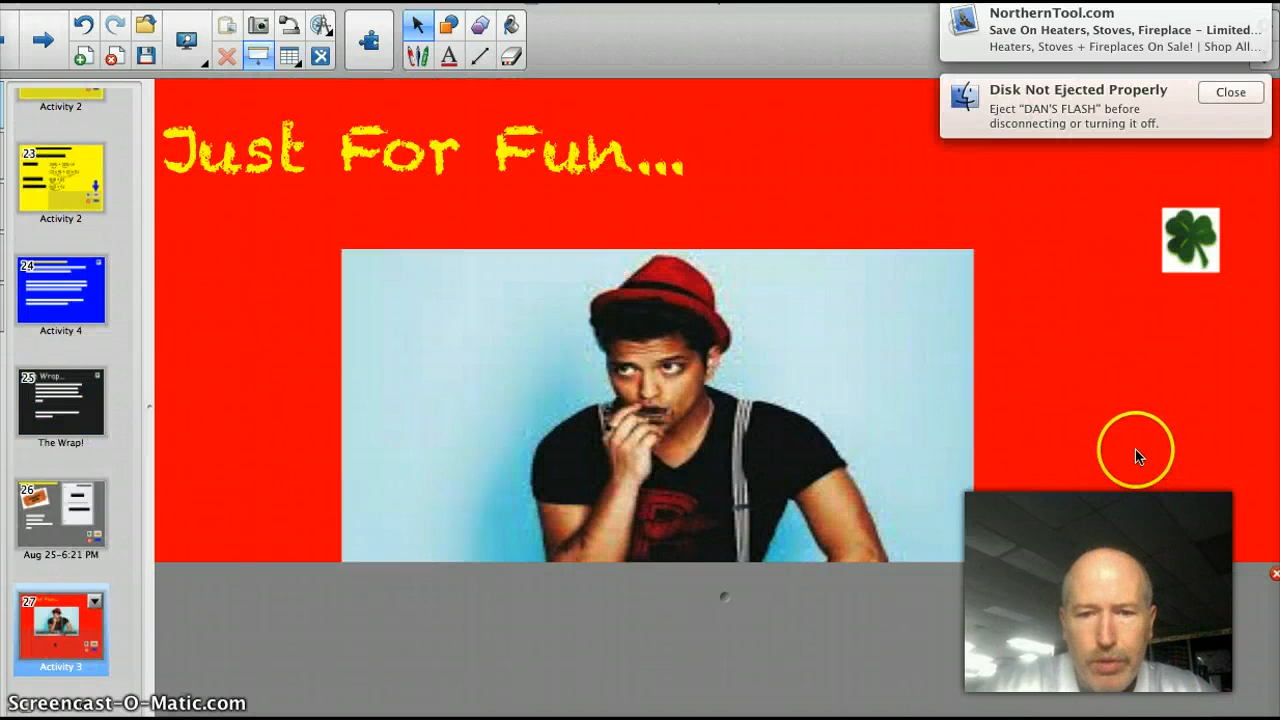 NorthernTool.com
Save On Heaters, Stoves, Fireplace – Limited...
Heaters, Stoves + Fireplaces On Sale! | Shop All...
Disk Not Ejected Properly
Close
Eject “DAN'S FLASH” before
disconnecting or turning it off.
Just For Fun...
Activity 2
23
Activity 2
24
Activity 4
25
Wrap...
The Wrap!
26
Aug 25-6:21 PM
27
Activity 3
Screencast-O-Matic.com